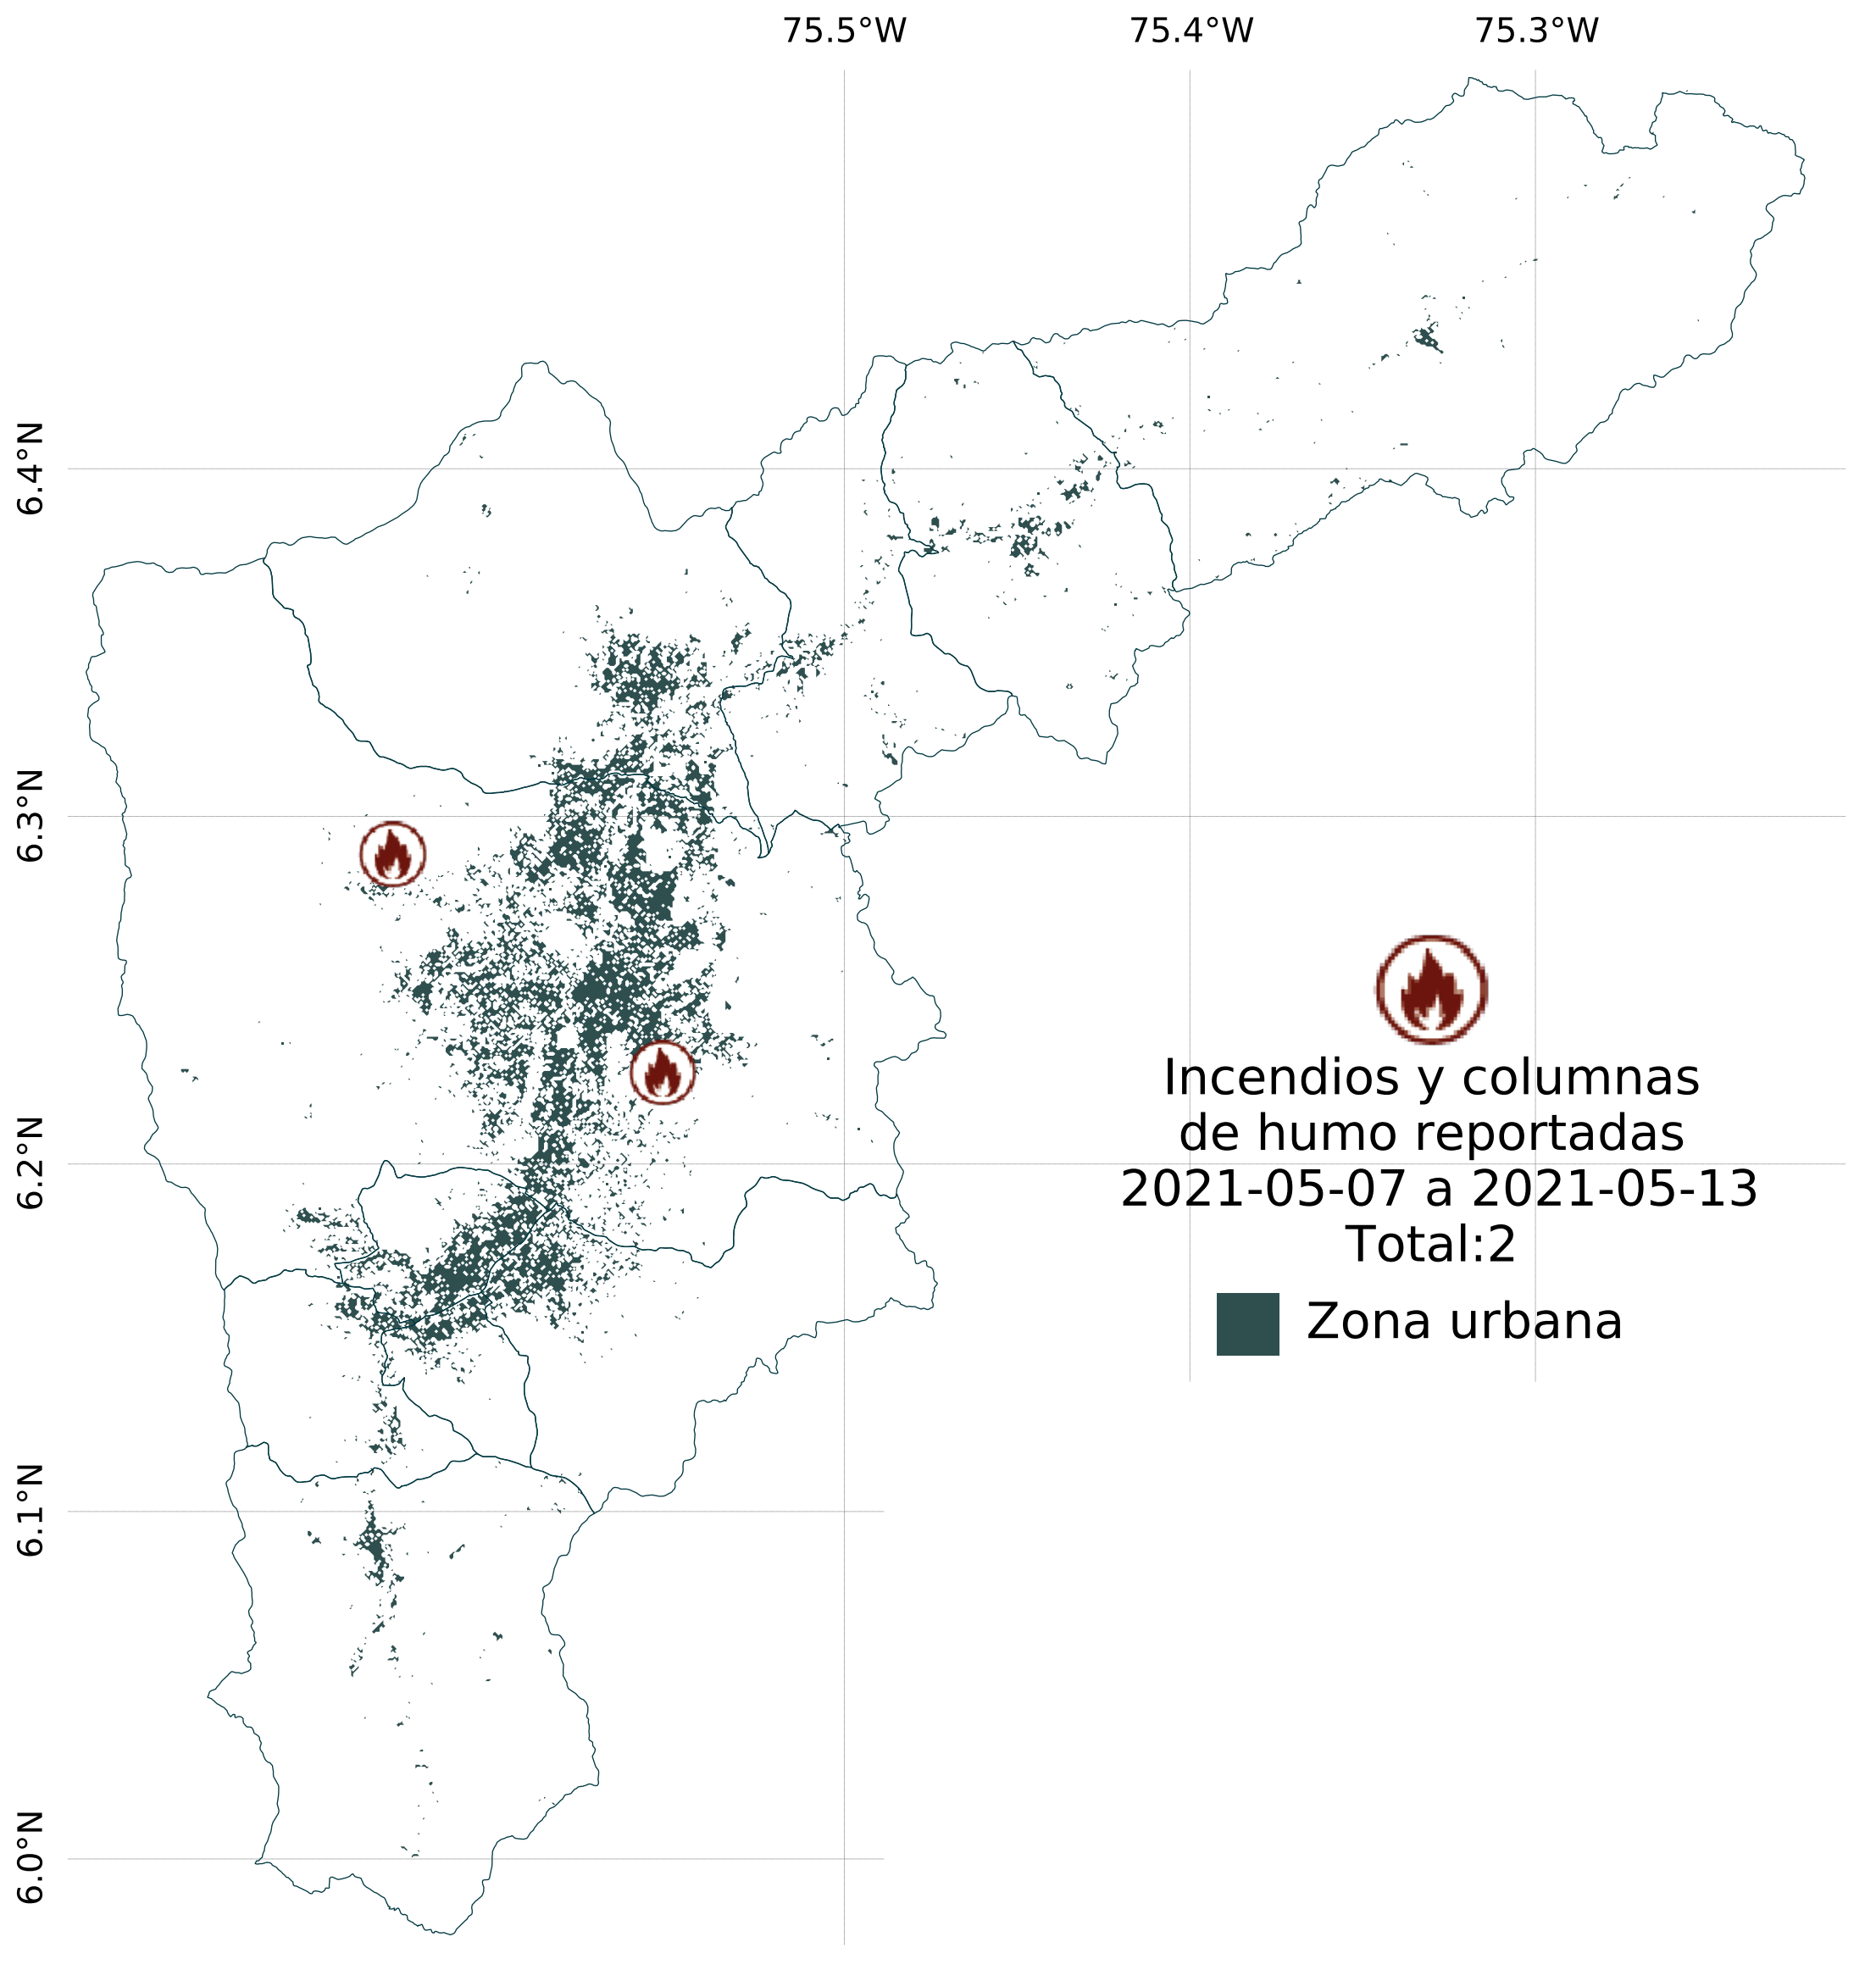 75.5°W 75.4°W 75.3°W
6.4°N
6.3°N
6.2°N
6.1°N
6.0°N
Incendios y columnas
de humo reportadas
2021-05-07 a 2021-05-13
Total:2
Zona urbana